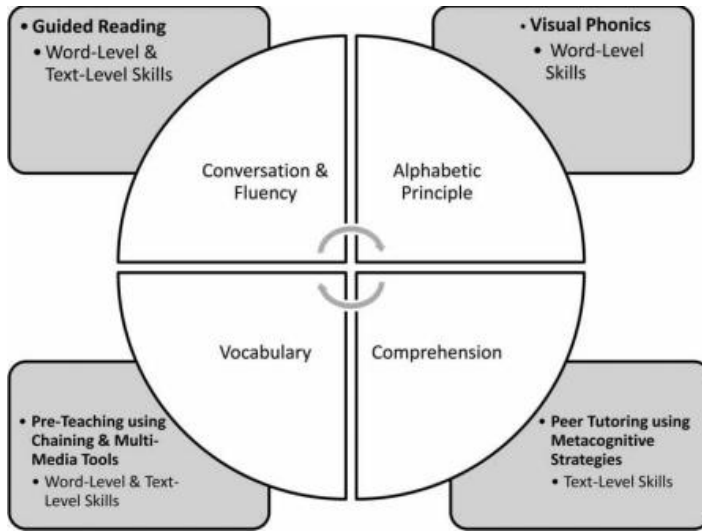 • Guided Reading
• Word-Level &
Text-Level Skills
• Visual Phonics
• Word-Level
Skills
Conversation &
Fluency
Alphabetic
Principle
Vocabulary
Comprehension
• Pre-Teaching using
Chaining & Multi-
Media Tools
• Word-Level & Text-
Level Skills
• Peer Tutoring using
Metacognitive
Strategies
• Text-Level Skills